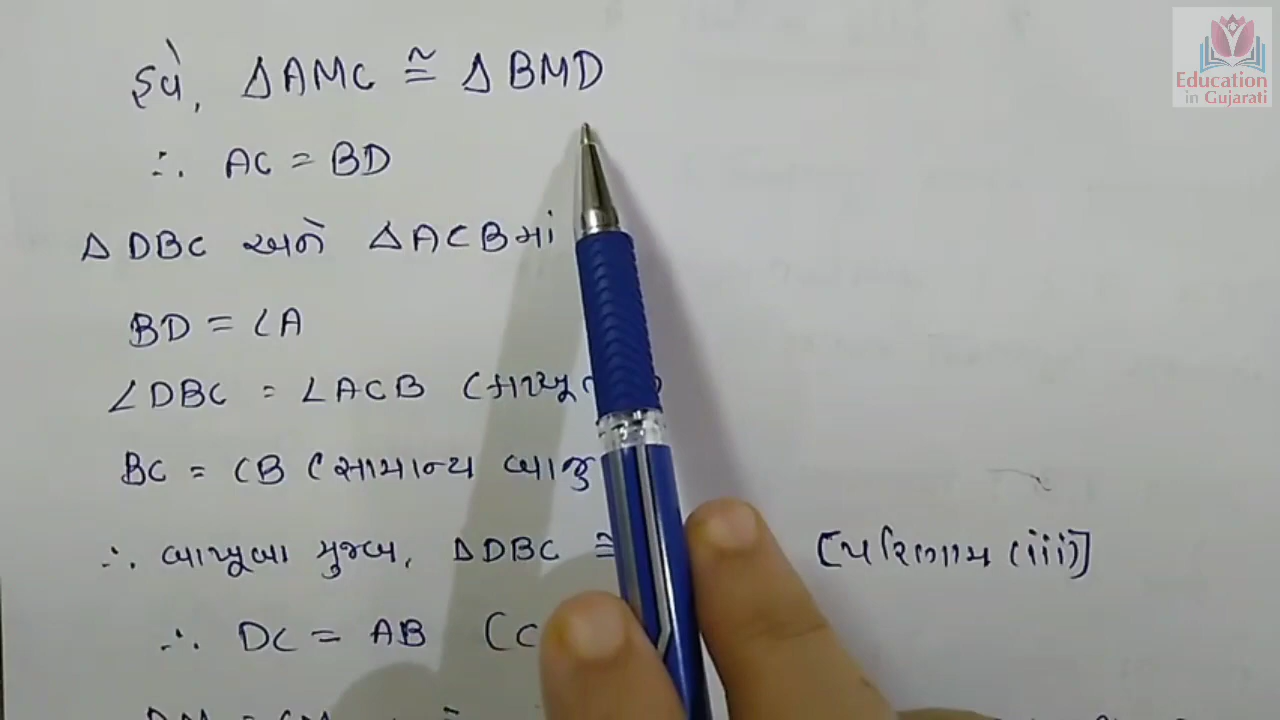 Education
in Gujarati
હવે, ΔAMC ≅ ΔBMD
∴ AC = BD
Δ DBC અને ΔACBમાં
BD = CA
∠DBC = ∠ACB
BC = CB (સામાન્ય બાજુ
∴ બાખૂબા મુજબ, ΔDBC ≅
[પરિણામ (iii)]
∴ DC = AB (C